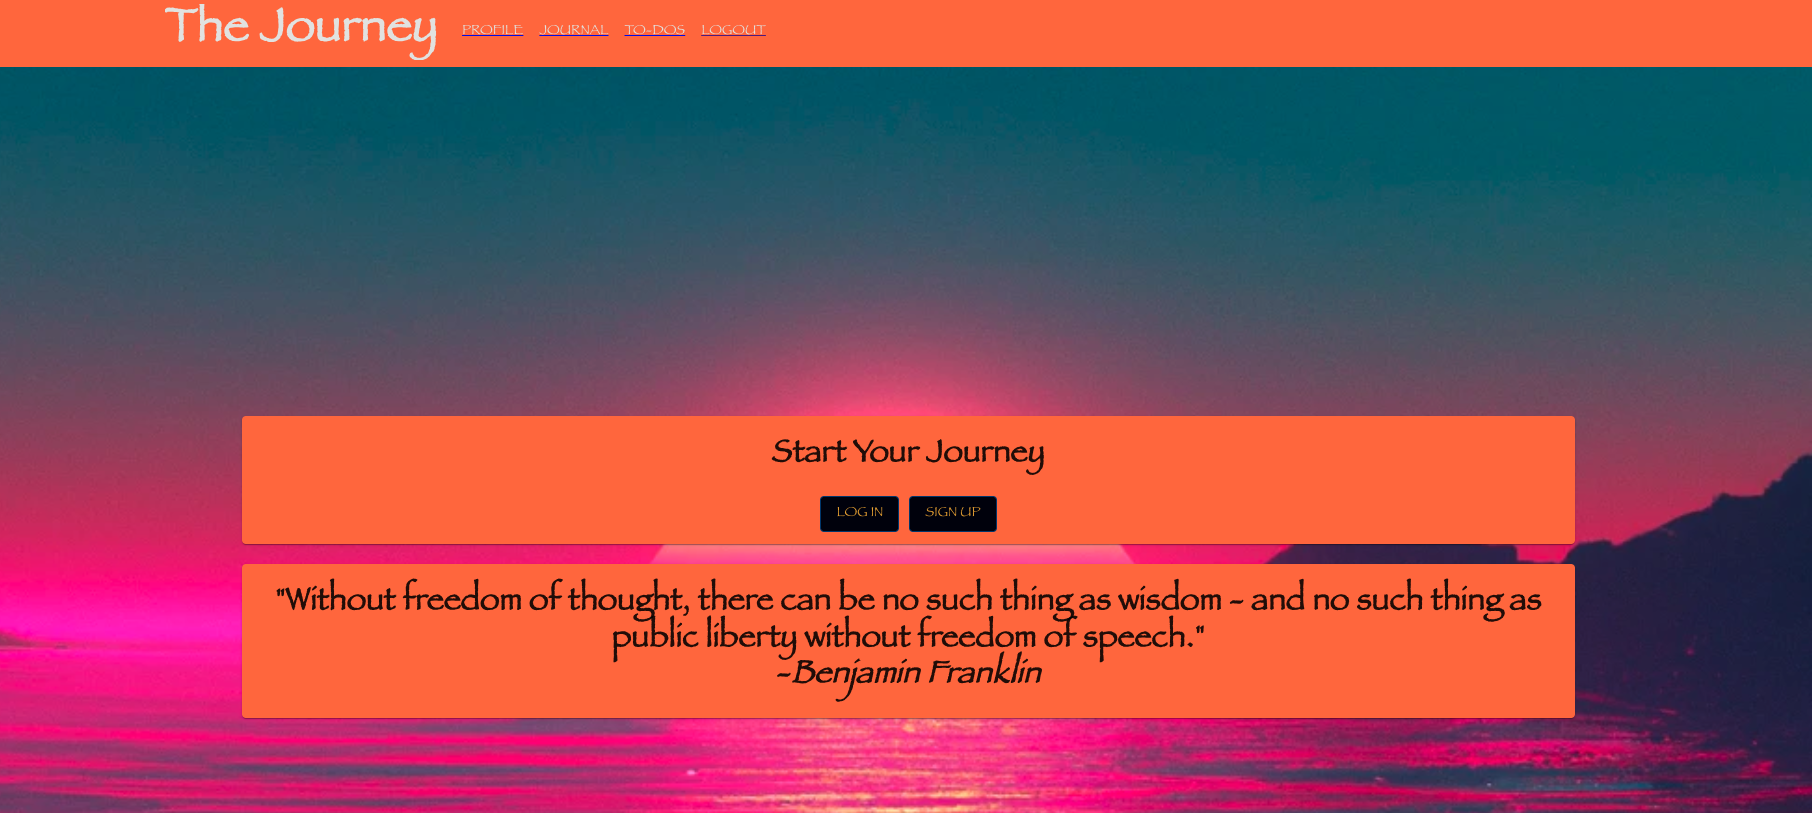 The Journey
PROFILE JOURNAL TO-DOS LOGOUT
Start Your Journey
LOG IN SIGN UP
"Without freedom of thought, there can be no such thing as wisdom - and no such thing as
public liberty without freedom of speech."
-Benjamin Franklin